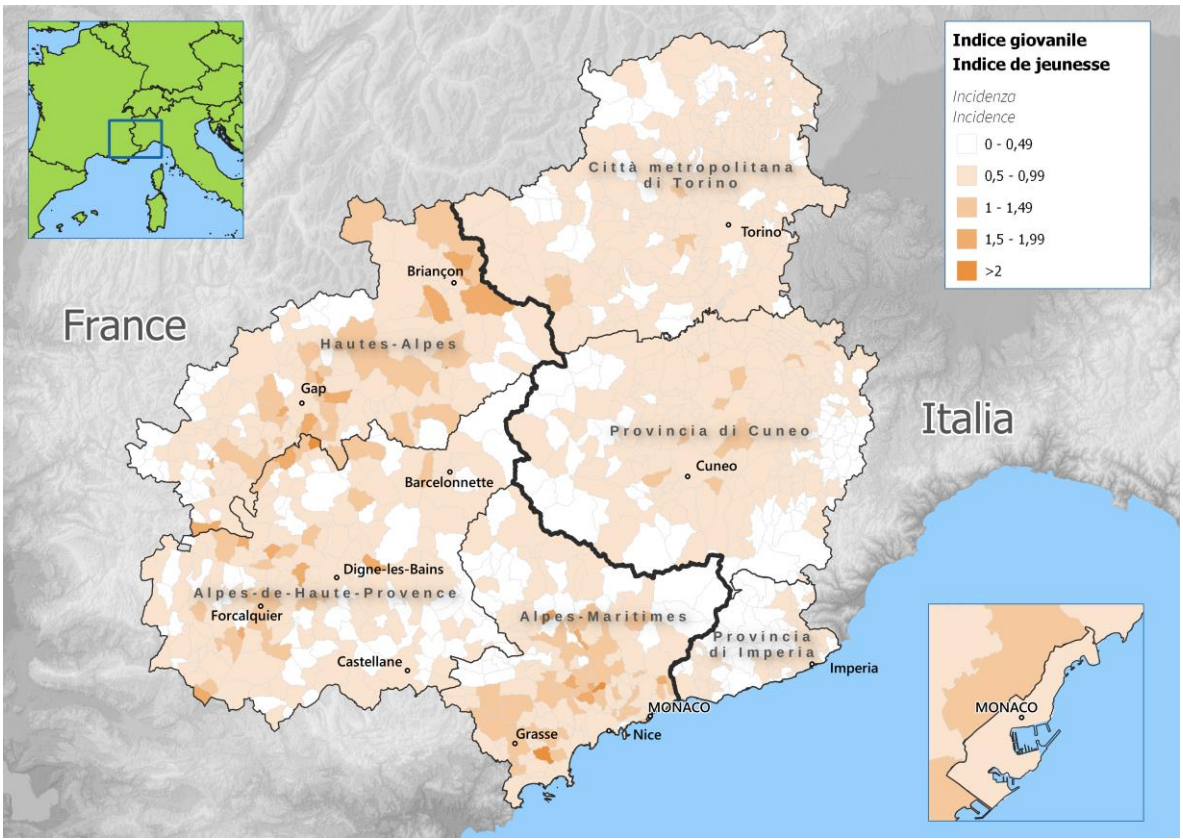 Indice giovanile
Indice de jeunesse
Incidenza
Incidence
0 - 0,49
0,5 - 0,99
1 - 1,49
1,5 - 1,99
>2
Città metropolitana
di Torino
Torino
Briançon
France
Hautes-Alpes
Gap
Italia
Provincia di Cuneo
Cuneo
Barcelonnette
Digne-les-Bains
Alpes-de-Haute-Provence
Forcalquier
Alpes-Maritimes
Provincia
di Imperia
Imperia
Castellane
MONACO
Nice
Grasse
MONACO